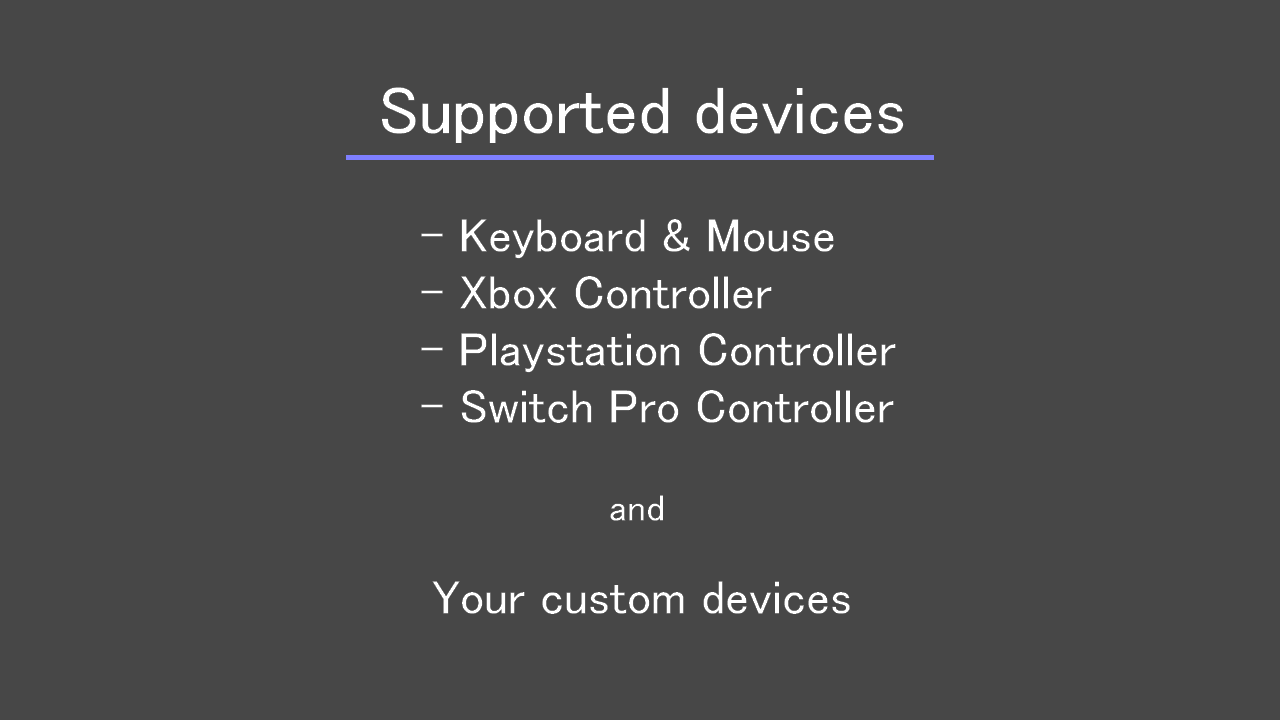 Supported devices
- Keyboard & Mouse
- Xbox Controller
- Playstation Controller
- Switch Pro Controller
and
Your custom devices